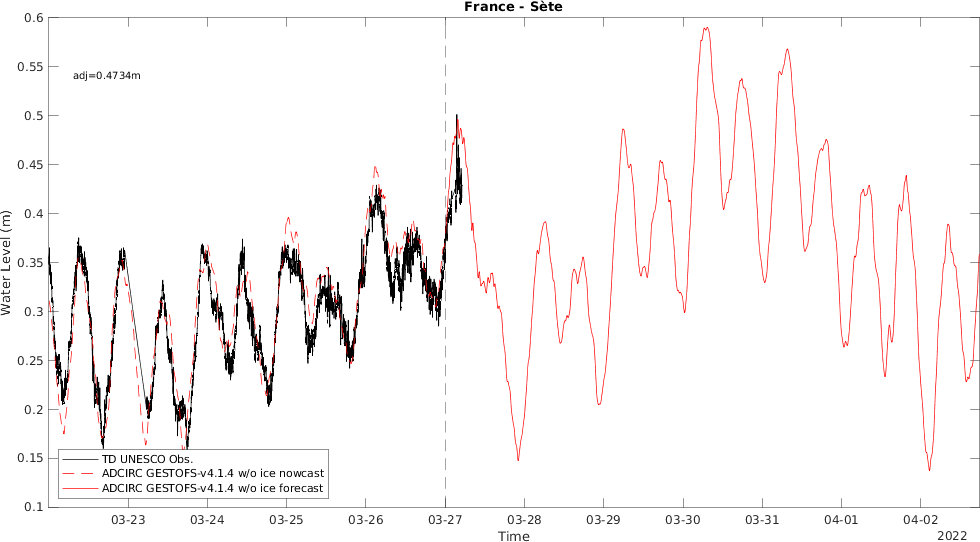 France - Sète
adj=0.4734m
0.6
0.55
0.5
0.45
0.4
0.35
0.3
0.25
0.2
0.15
0.1
Water Level (m)
TD UNESCO Obs.
ADCIRC GESTOFS-v4.1.4 w/o ice nowcast
ADCIRC GESTOFS-v4.1.4 w/o ice forecast
03-23 03-24 03-25 03-26 03-27 03-28 03-29 03-30 03-31 04-01 04-02
Time
2022